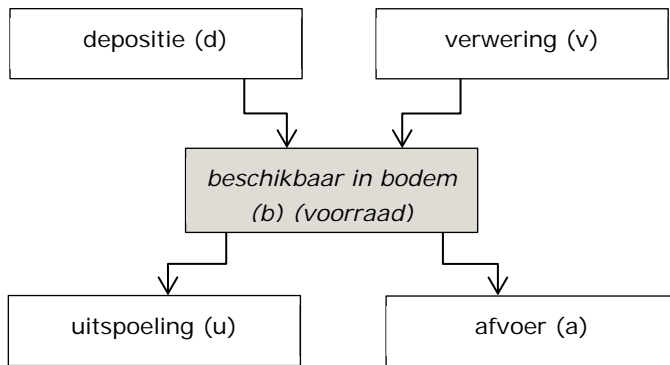 depositie (d)
verwering (v)
beschikbaar in bodem
(b) (voorraad)
uitspoeling (u)
afvoer (a)